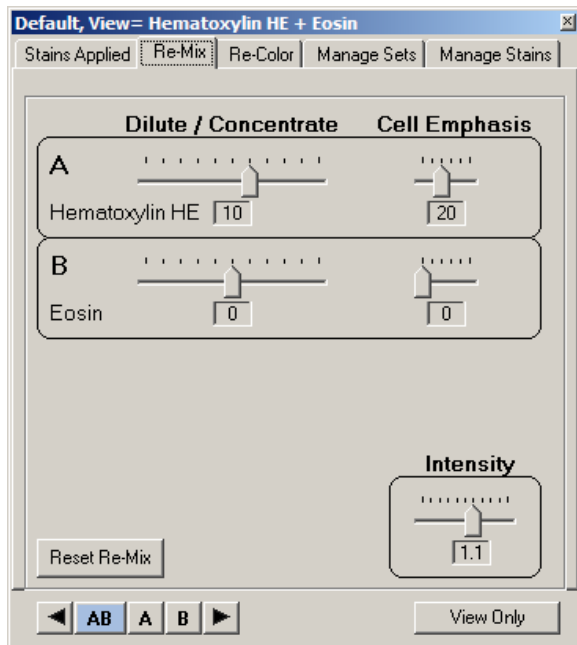 Default, View= Hematoxylin HE + Eosin
Stains Applied Re-Mix Re-Color Manage Sets Manage Stains
Dilute / Concentrate Cell Emphasis
A
Hematoxylin HE 10 20
B
Eosin 0 0
Intensity
1.1
Reset Re-Mix
AB A B View Only